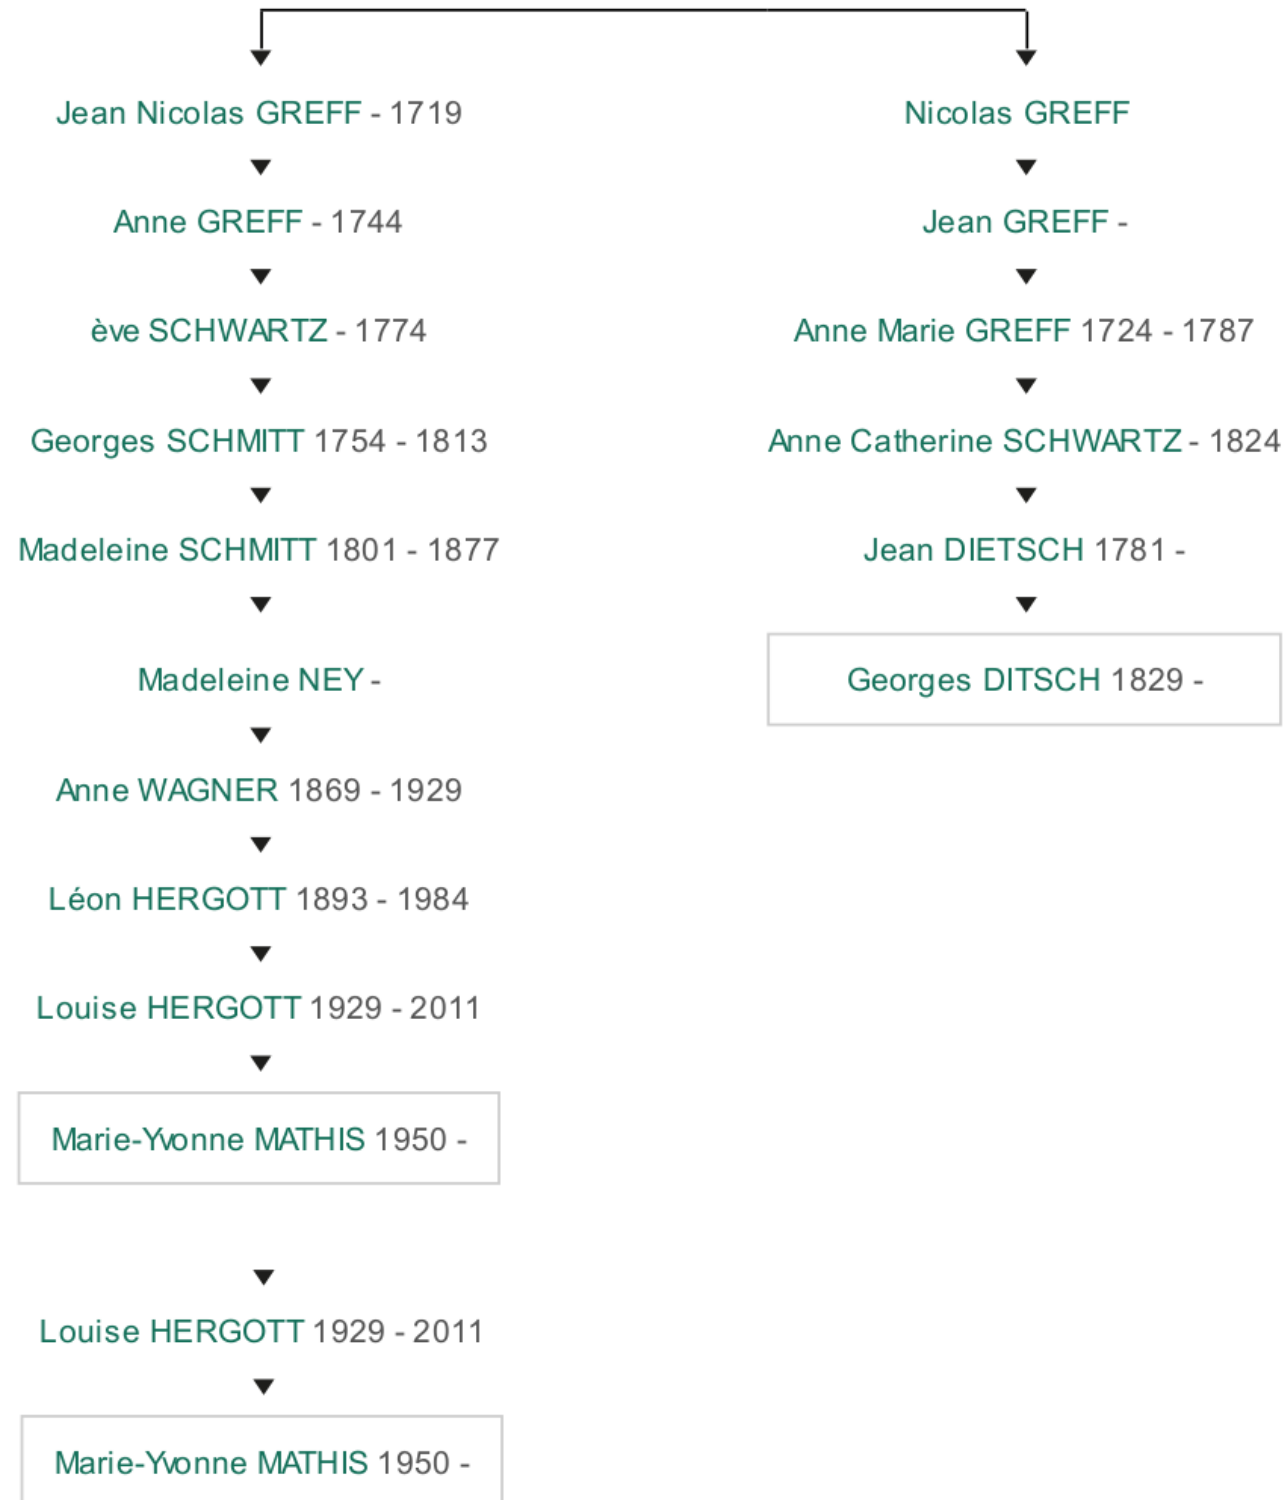 Jean Nicolas GREFF - 1719
Anne GREFF - 1744
ève SCHWARTZ - 1774
Georges SCHMITT 1754 - 1813
Madeleine SCHMITT 1801 - 1877
Madeleine NEY -
Anne WAGNER 1869 - 1929
Léon HERGOTT 1893 - 1984
Louise HERGOTT 1929 - 2011
Marie-Yvonne MATHIS 1950 -
Louise HERGOTT 1929 - 2011
Marie-Yvonne MATHIS 1950 -
Nicolas GREFF
Jean GREFF -
Anne Marie GREFF 1724 - 1787
Anne Catherine SCHWARTZ - 1824
Jean DIETSCH 1781 -
Georges DITSCH 1829 -